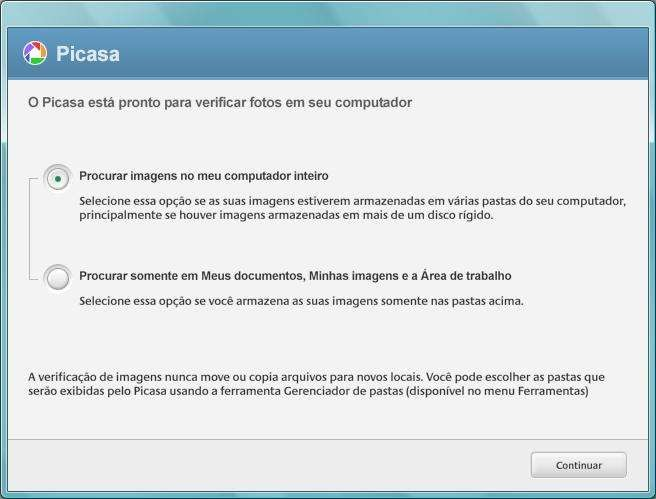 Picasa
O Picasa está pronto para verificar fotos em seu computador
Procurar imagens no meu computador inteiro
Selecione essa opção se as suas imagens estiverem armazenadas em várias pastas do seu computador,
principalmente se houver imagens armazenadas em mais de um disco rígido.
Procurar somente em Meus documentos, Minhas imagens e a Área de trabalho
Selecione essa opção se você armazena as suas imagens somente nas pastas acima.
A verificação de imagens nunca move ou copia arquivos para novos locais. Você pode escolher as pastas que
serão exibidas pelo Picasa usando a ferramenta Gerenciador de pastas (disponível no menu Ferramentas)
Continuar